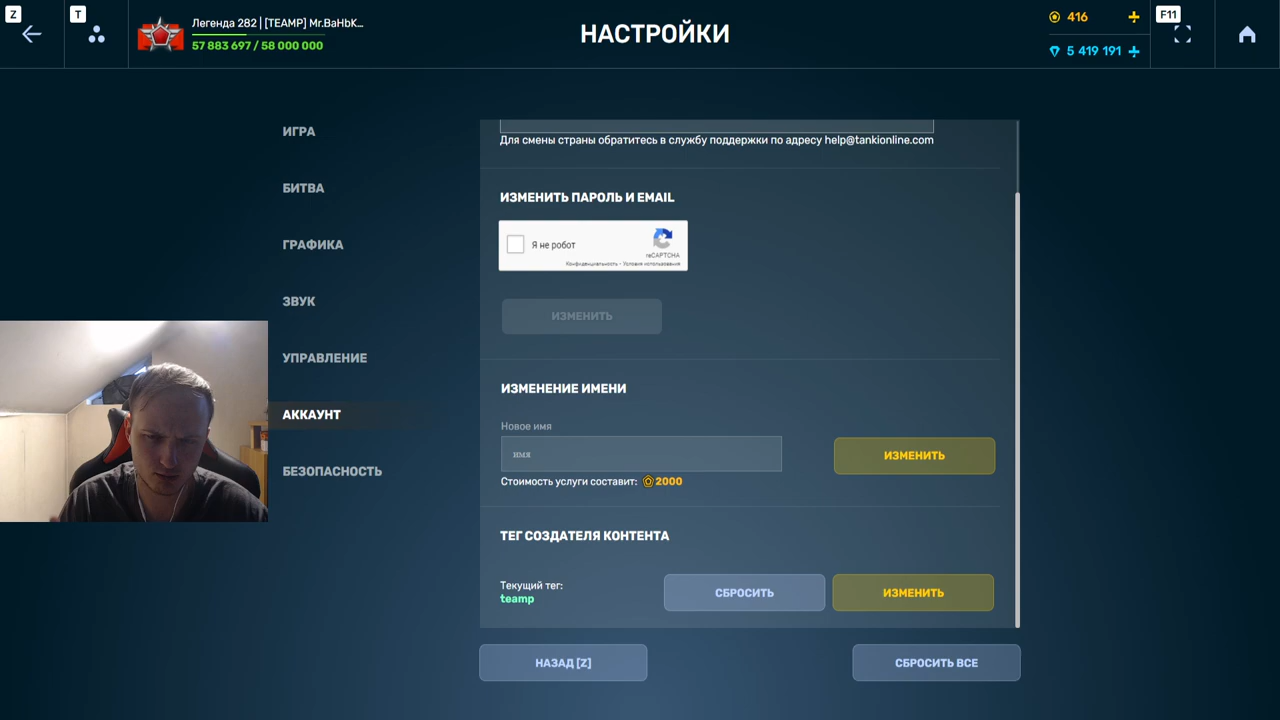 Z
T
Легенда 282 | [TEAMP] Mr.BaHbK...
57 883 697 / 58 000 000
НАСТРОЙКИ
416
5 419 191
F11
ИГРА
БИТВА
ГРАФИКА
ЗВУК
УПРАВЛЕНИЕ
АККАУНТ
БЕЗОПАСНОСТЬ
Для смены страны обратитесь в службу поддержки по адресу help@tankionline.com
ИЗМЕНИТЬ ПАРОЛЬ И EMAIL
Я не робот
reCAPTCHA
Конфиденциальность - Условия использования
ИЗМЕНИТЬ
ИЗМЕНЕНИЕ ИМЕНИ
Новое имя
имя
ИЗМЕНИТЬ
Стоимость услуги составит: 2000
ТЕГ СОЗДАТЕЛЯ КОНТЕНТА
Текущий тег:
teamp
СБРОСИТЬ
ИЗМЕНИТЬ
НАЗАД [Z]
СБРОСИТЬ ВСЕ